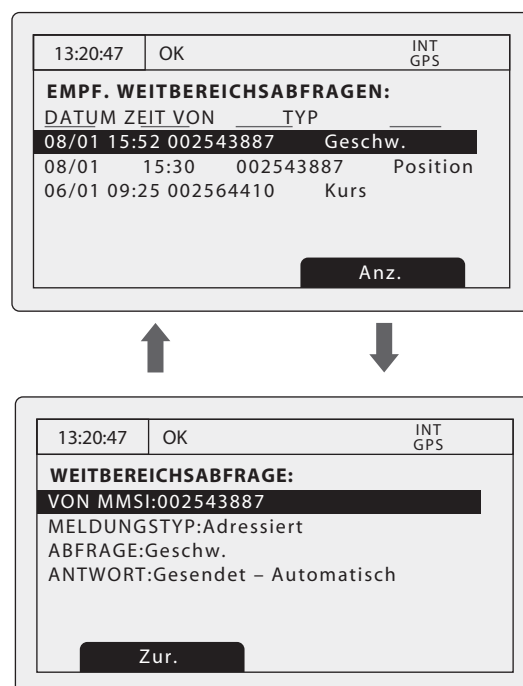 13:20:47 OK INT GPS
EMPF. WEITBEREICHSABFRAGEN:
DATUM ZEIT VON TYP
08/01 15:52 002543887 Geschw.
08/01 15:30 002543887 Position
06/01 09:25 002564410 Kurs
Anz.
13:20:47 OK INT GPS
WEITBEREICHSABFRAGE:
VON MMSI:002543887
MELDUNGSTYP:Adressiert
ABFRAGE:Geschw.
ANTWORT:Gesendet – Automatisch
Zur.